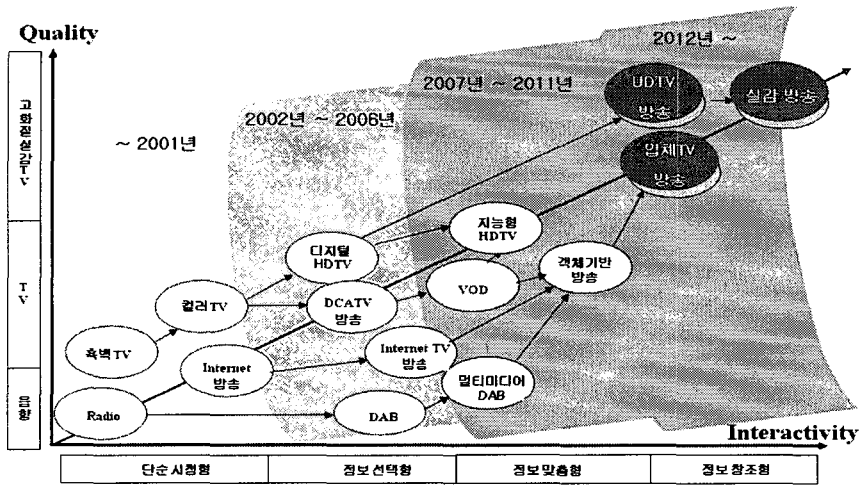 Quality
2012년 ~
2007년 ~ 2011년
2002년 ~ 2006년
~ 2001년
고화질실감TV
TV
음향
UDTV
방송
실감 방송
입체TV
방송
디지털
HDTV
지능형
HDTV
객체기반
방송
컬러TV
DCATV
방송
VOD
흑백TV
Internet
방송
Internet TV
방송
멀티미디어
DAB
Radio
DAB
Interactivity
단순시청형
정보선택형
정보맞춤형
정보창조형